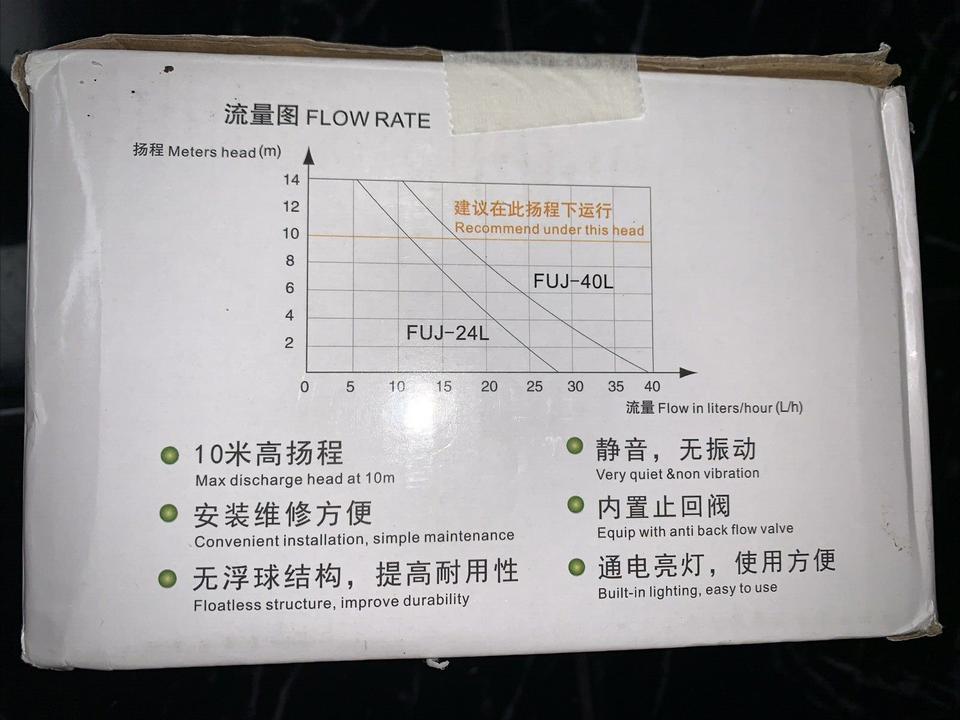 流量图 FLOW RATE
扬程 Meters head (m)
14
12
10
8
6
4
2
建议在此扬程下运行
Recommend under this head
FUJ-40L
FUJ-24L
0 5 10 15 20 25 30 35 40
流量 Flow in liters/hour (L/h)
10米高扬程
Max discharge head at 10m
安装维修方便
Convenient installation, simple maintenance
无浮球结构，提高耐用性
Floatless structure, improve durability
静音，无振动
Very quiet &non vibration
内置止回阀
Equip with anti back flow valve
通电亮灯，使用方便
Built-in lighting, easy to use